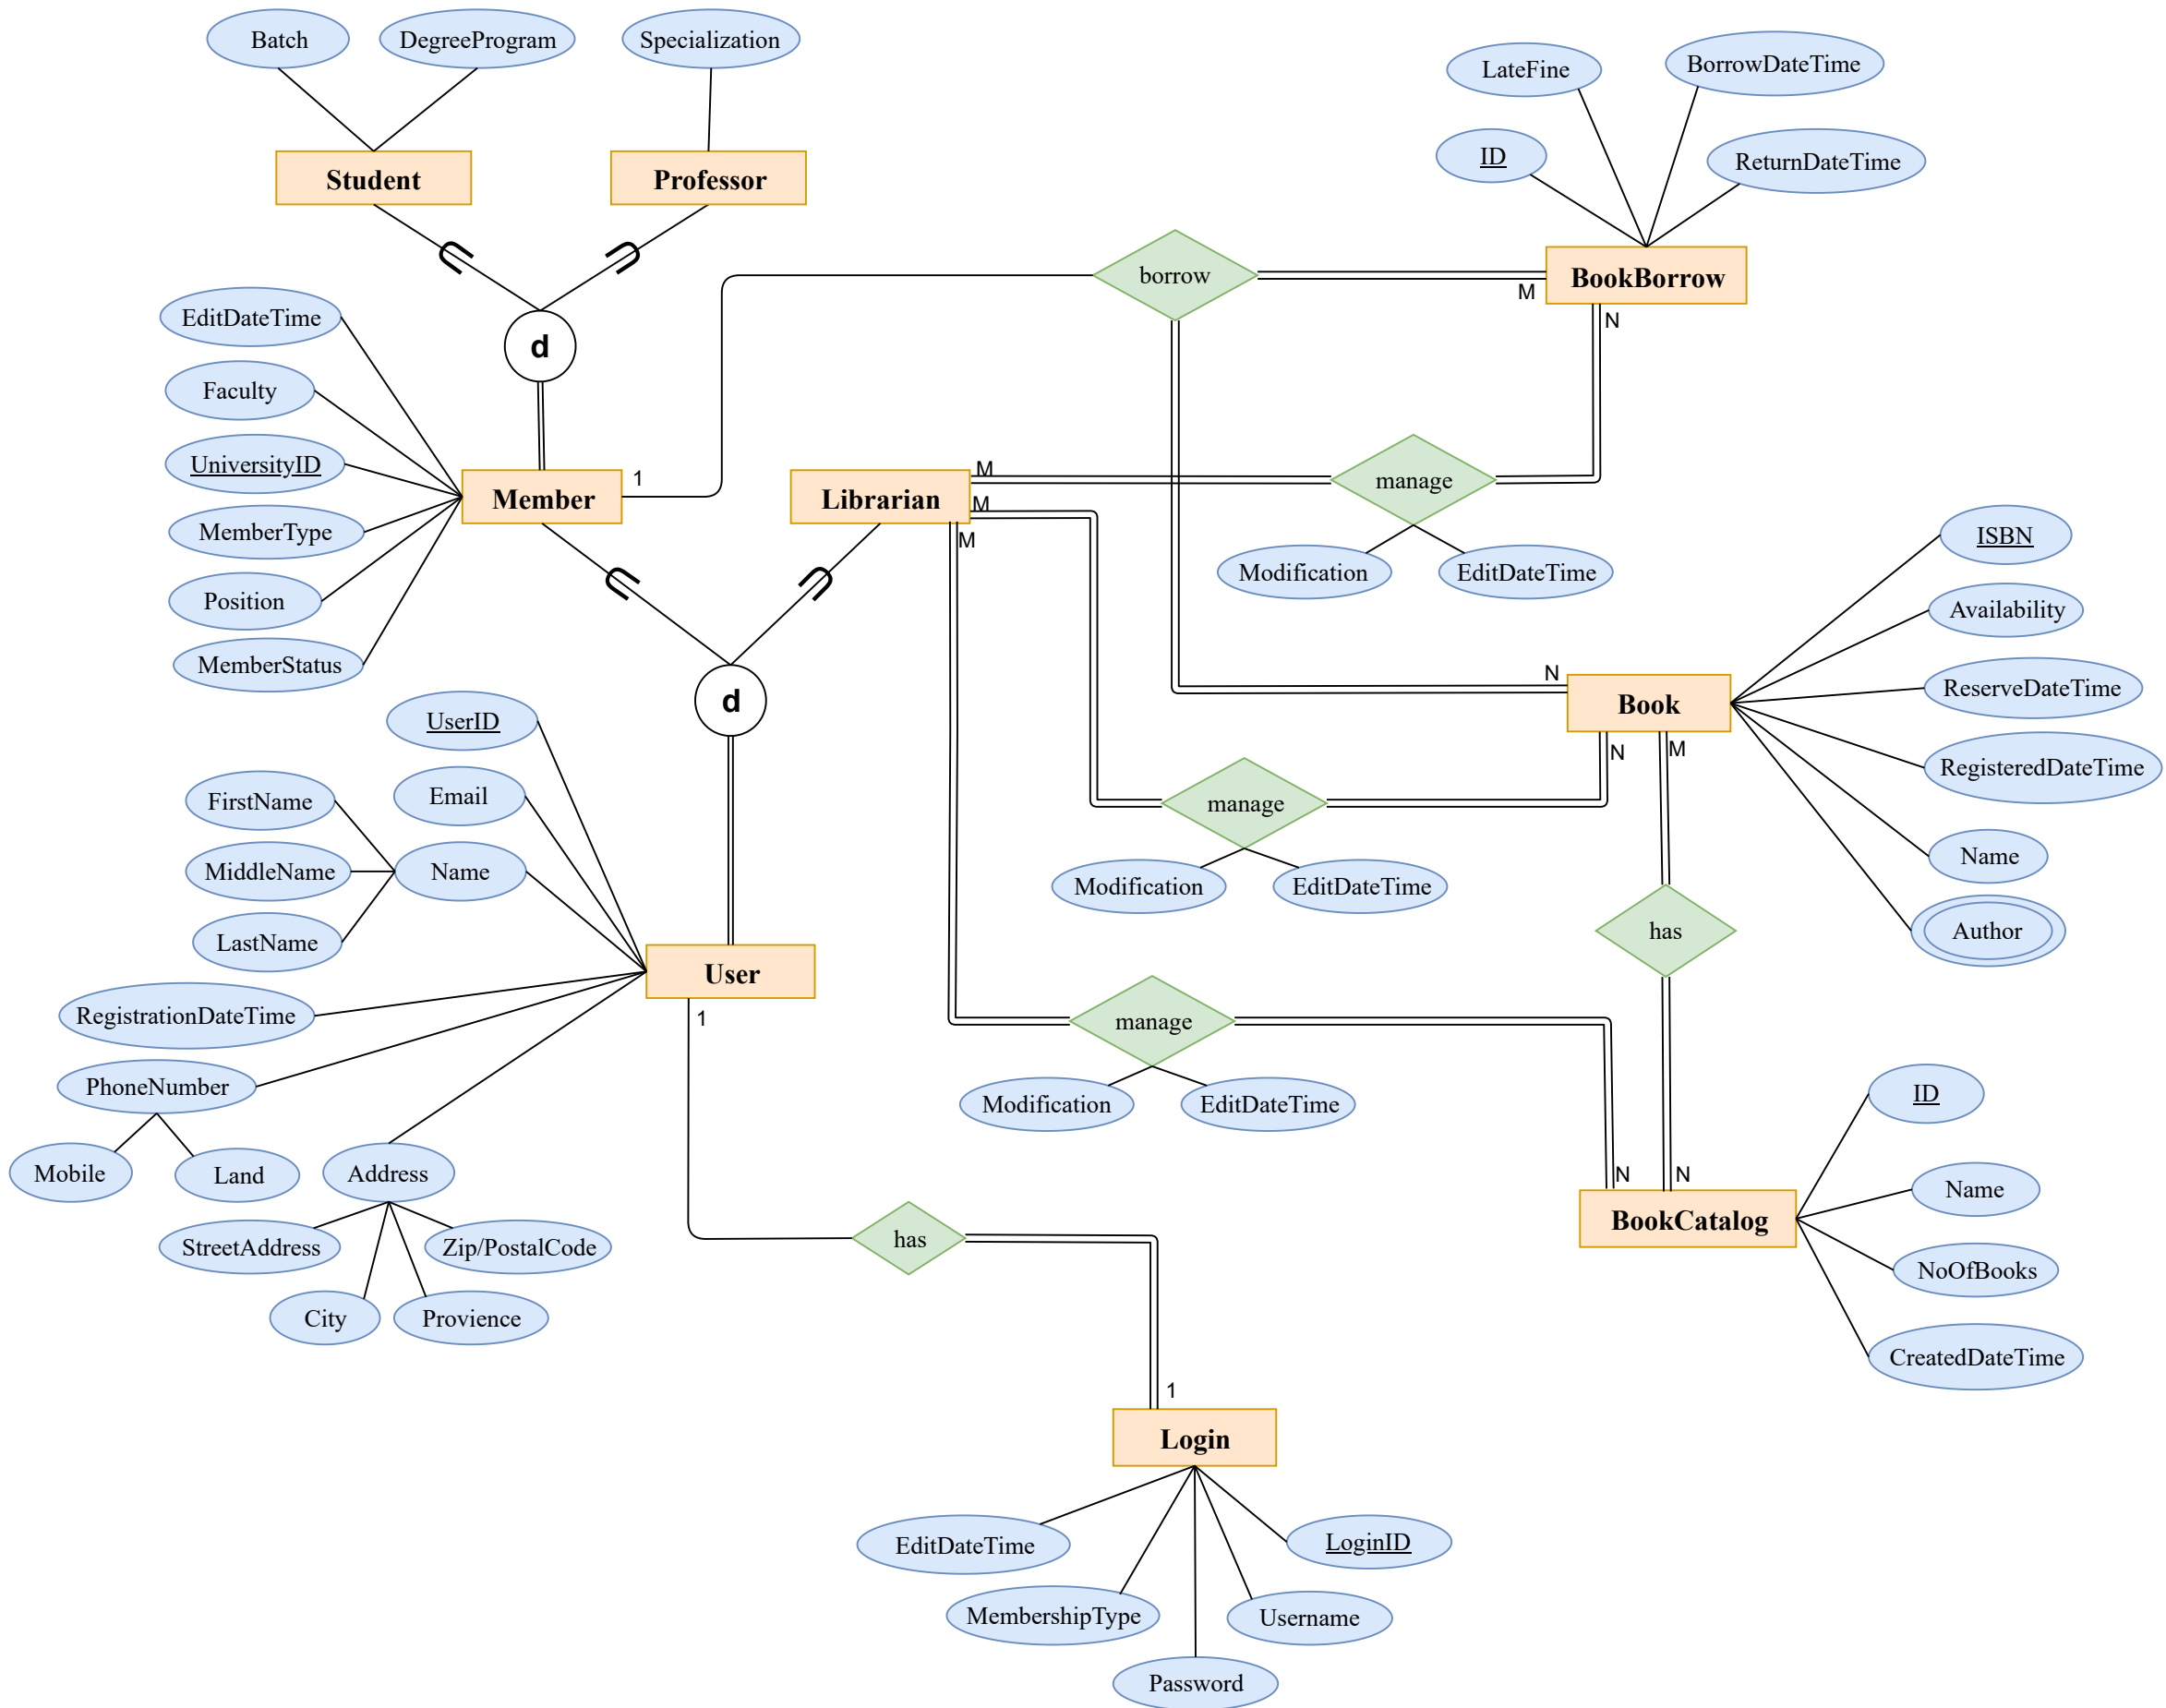 Batch
DegreeProgram
Specialization
LateFine
BorrowDateTime
ID
ReturnDateTime
Student
Professor
borrow
BookBorrow
M
N
EditDateTime
d
Faculty
UniversityID
MemberType
Position
MemberStatus
Member
1
Librarian
M
M
M
manage
Modification
EditDateTime
ISBN
Availability
ReserveDateTime
RegisteredDateTime
Name
Author
N
Book
N
M
d
UserID
Email
FirstName
MiddleName
Name
LastName
manage
Modification
EditDateTime
has
User
1
RegistrationDateTime
PhoneNumber
Mobile
Land
Address
StreetAddress
Zip/PostalCode
City
Provience
manage
Modification
EditDateTime
N
N
BookCatalog
ID
Name
NoOfBooks
CreatedDateTime
has
1
Login
EditDateTime
LoginID
MembershipType
Username
Password